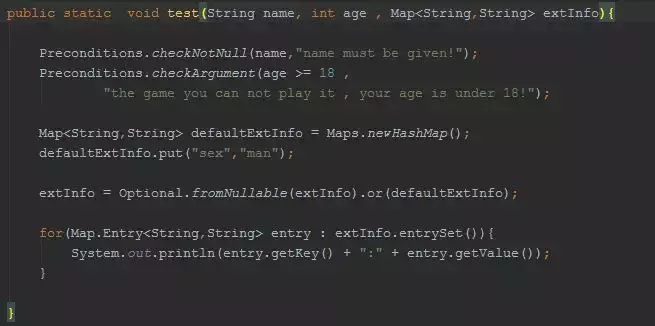 public static  void test(String name, int age , Map<String,String> extInfo){
Preconditions.checkNotNull(name,"name must be given!");
Preconditions.checkArgument(age >= 18 ,
"the game you can not play it , your age is under 18!");
Map<String,String> defaultExtInfo = Maps.newHashMap();
defaultExtInfo.put("sex","man");
extInfo = Optional.fromNullable(extInfo).or(defaultExtInfo);
for(Map.Entry<String,String> entry : extInfo.entrySet()){
System.out.println(entry.getKey() + ":" + entry.getValue());
}
}